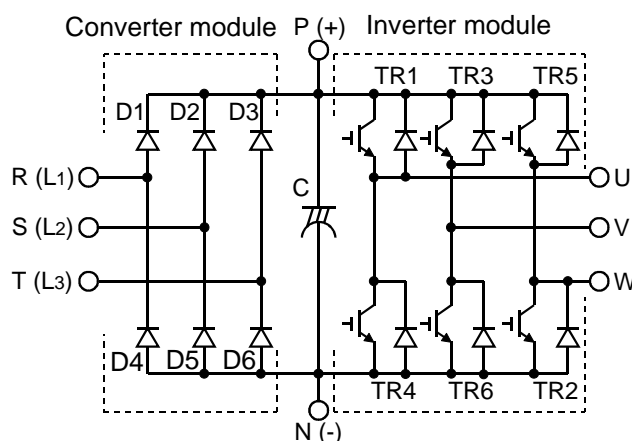 Converter module
P (+)
Inverter module
TR1
TR3
TR5
D1
D2
D3
R (L1)
U
C
S (L2)
V
T (L3)
W
D4
D5
D6
TR4
TR6
TR2
N (-)